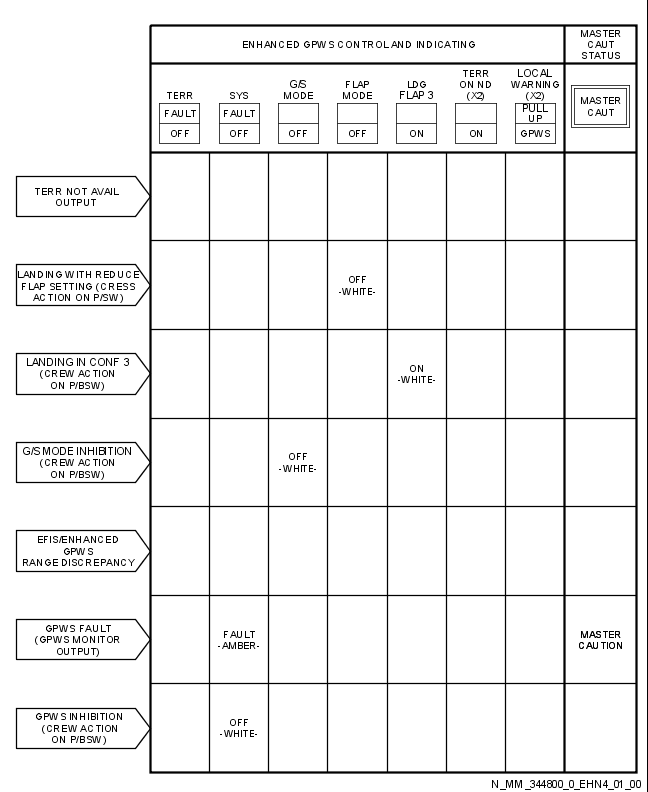 ENHANCED GPWS CONTROL AND INDICATING
MASTER
CAUT
STATUS
TERR
FAULT
OFF
SYS
FAULT
OFF
G/S
MODE
OFF
FLAP
MODE
OFF
LDG
FLAP 3
ON
TERR
ON ND
(X2)
ON
LOCAL
WARNING
(X2)
PULL
UP
GPWS
MASTER
CAUT
TERR NOT AVAIL
OUTPUT
LANDING WITH REDUCE
FLAP SETTING (CRESS
ACTION ON P/SW)
OFF
-WHITE-
LANDING IN CONF 3
(CREW ACTION
ON P/BSW)
ON
-WHITE-
G/S MODE INHIBITION
(CREW ACTION
ON P/BSW)
OFF
-WHITE-
EFIS/ENHANCED
GPWS
RANGE DISCREPANCY
GPWS FAULT
(GPWS MONITOR
OUTPUT)
FAULT
-AMBER-
MASTER
CAUTION
GPWS INHIBITION
(CREW ACTION
ON P/BSW)
OFF
-WHITE-
N_MM_344800_0_EHN4_01_00